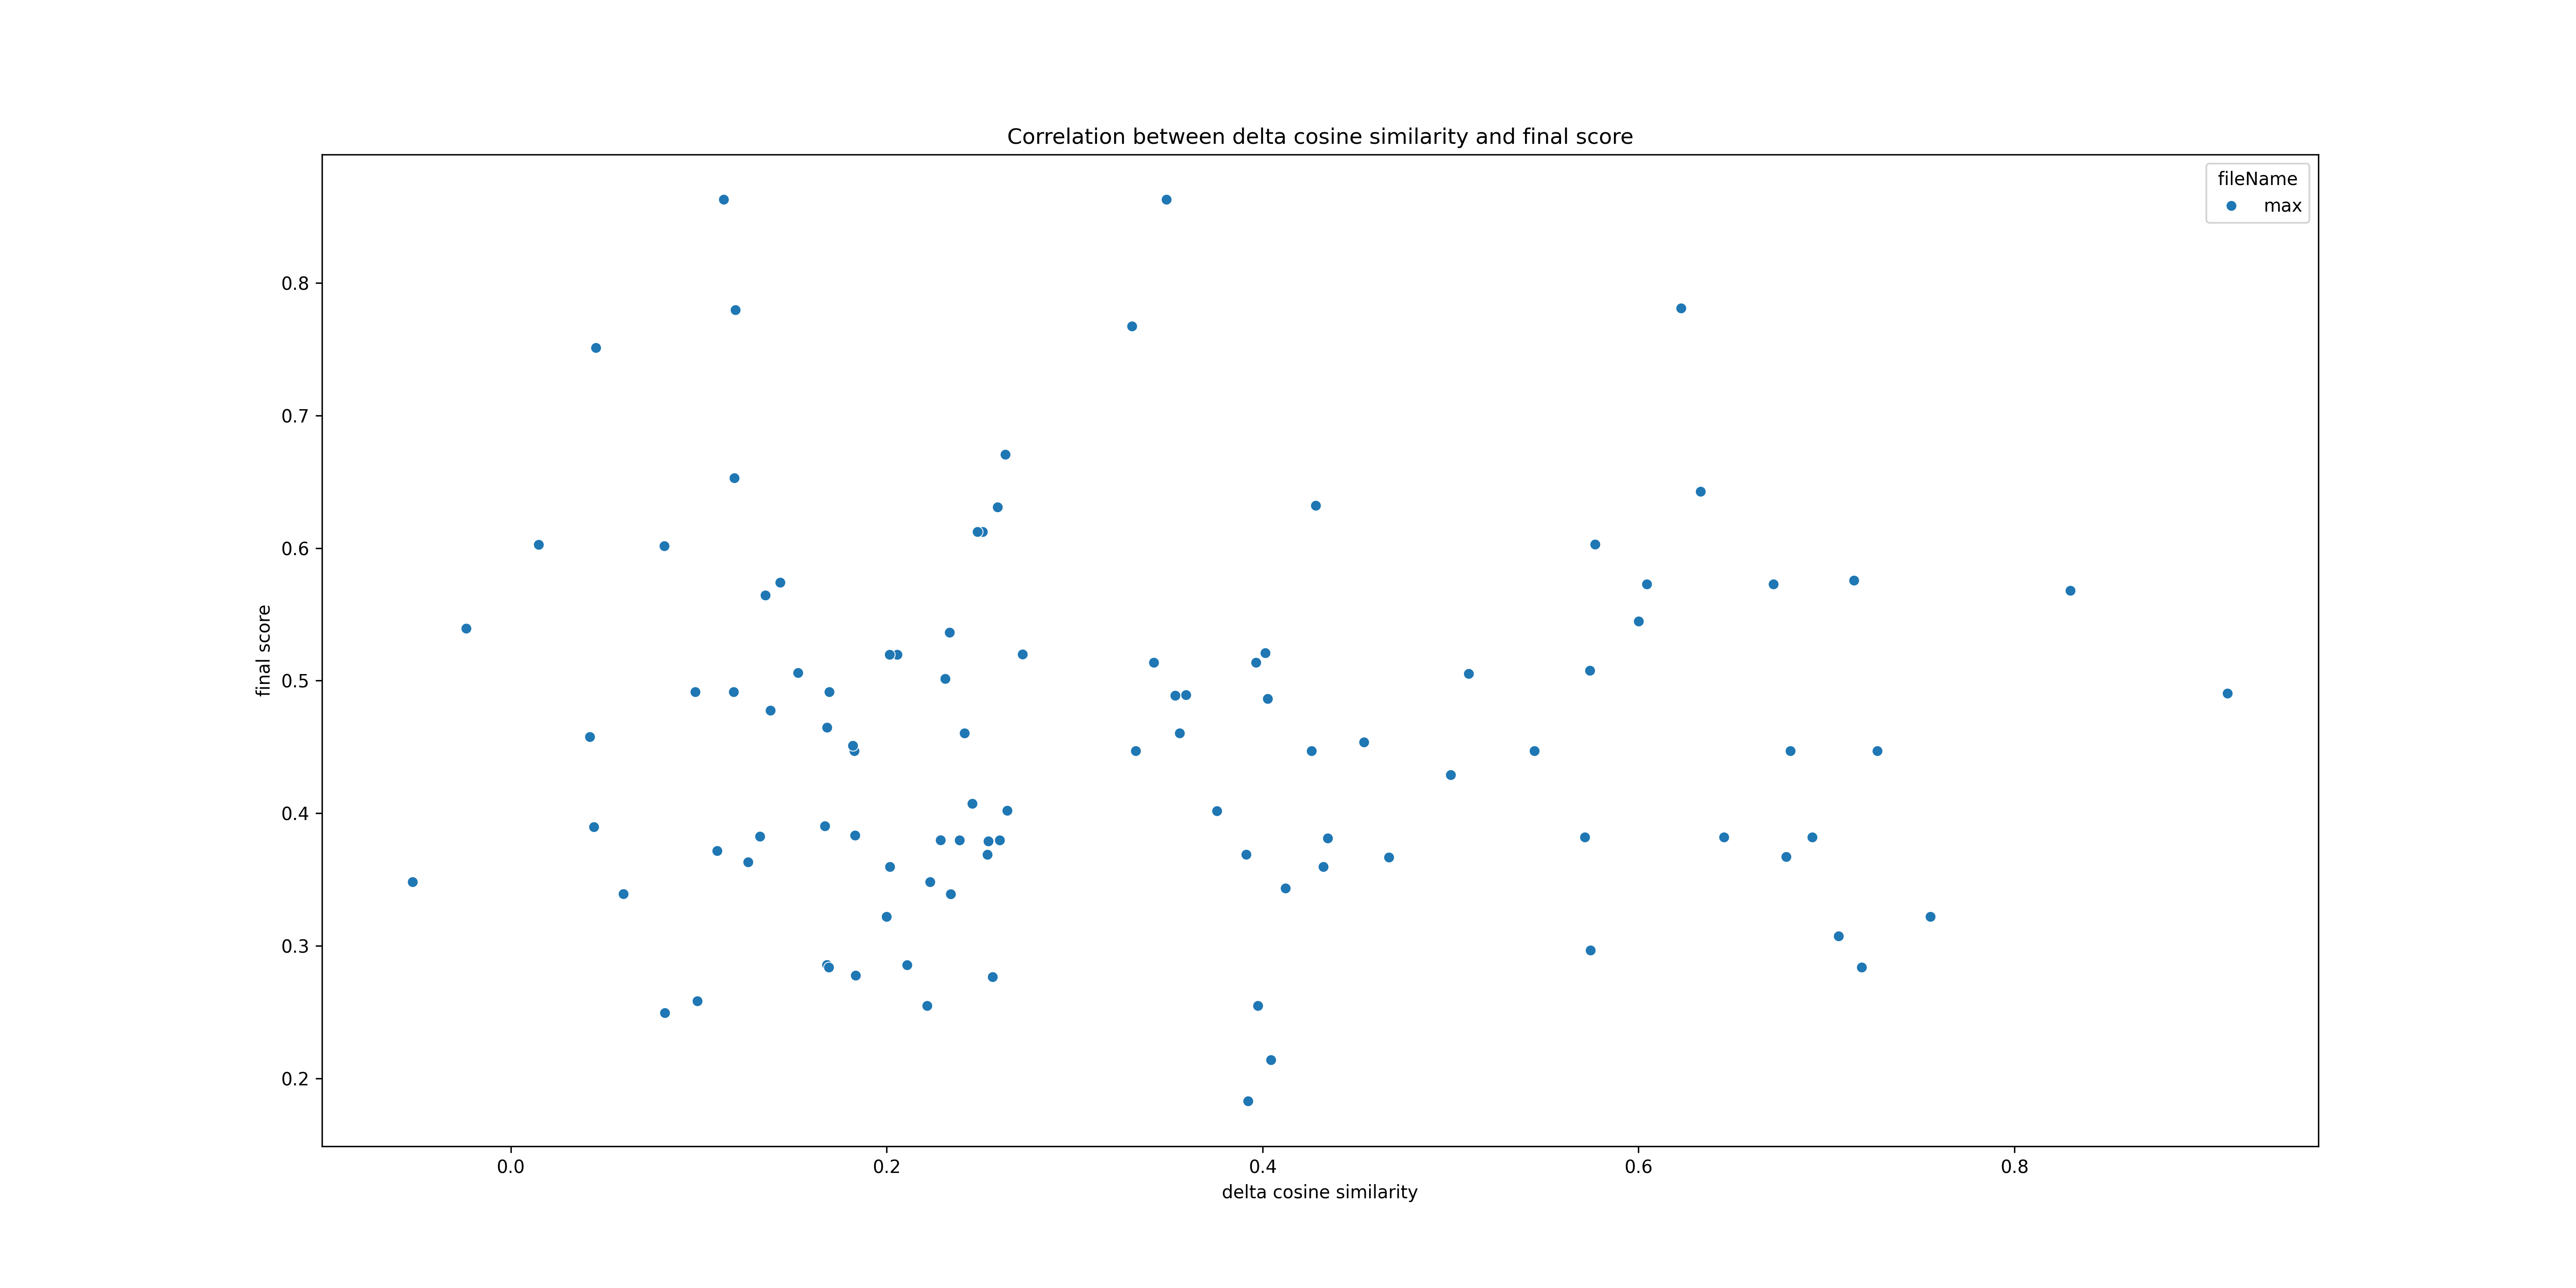 Correlation between delta cosine similarity and final score
fileName
max
0.8
0.7
0.6
0.5
0.4
0.3
0.2
final score
0.0 0.2 0.4 0.6 0.8
delta cosine similarity